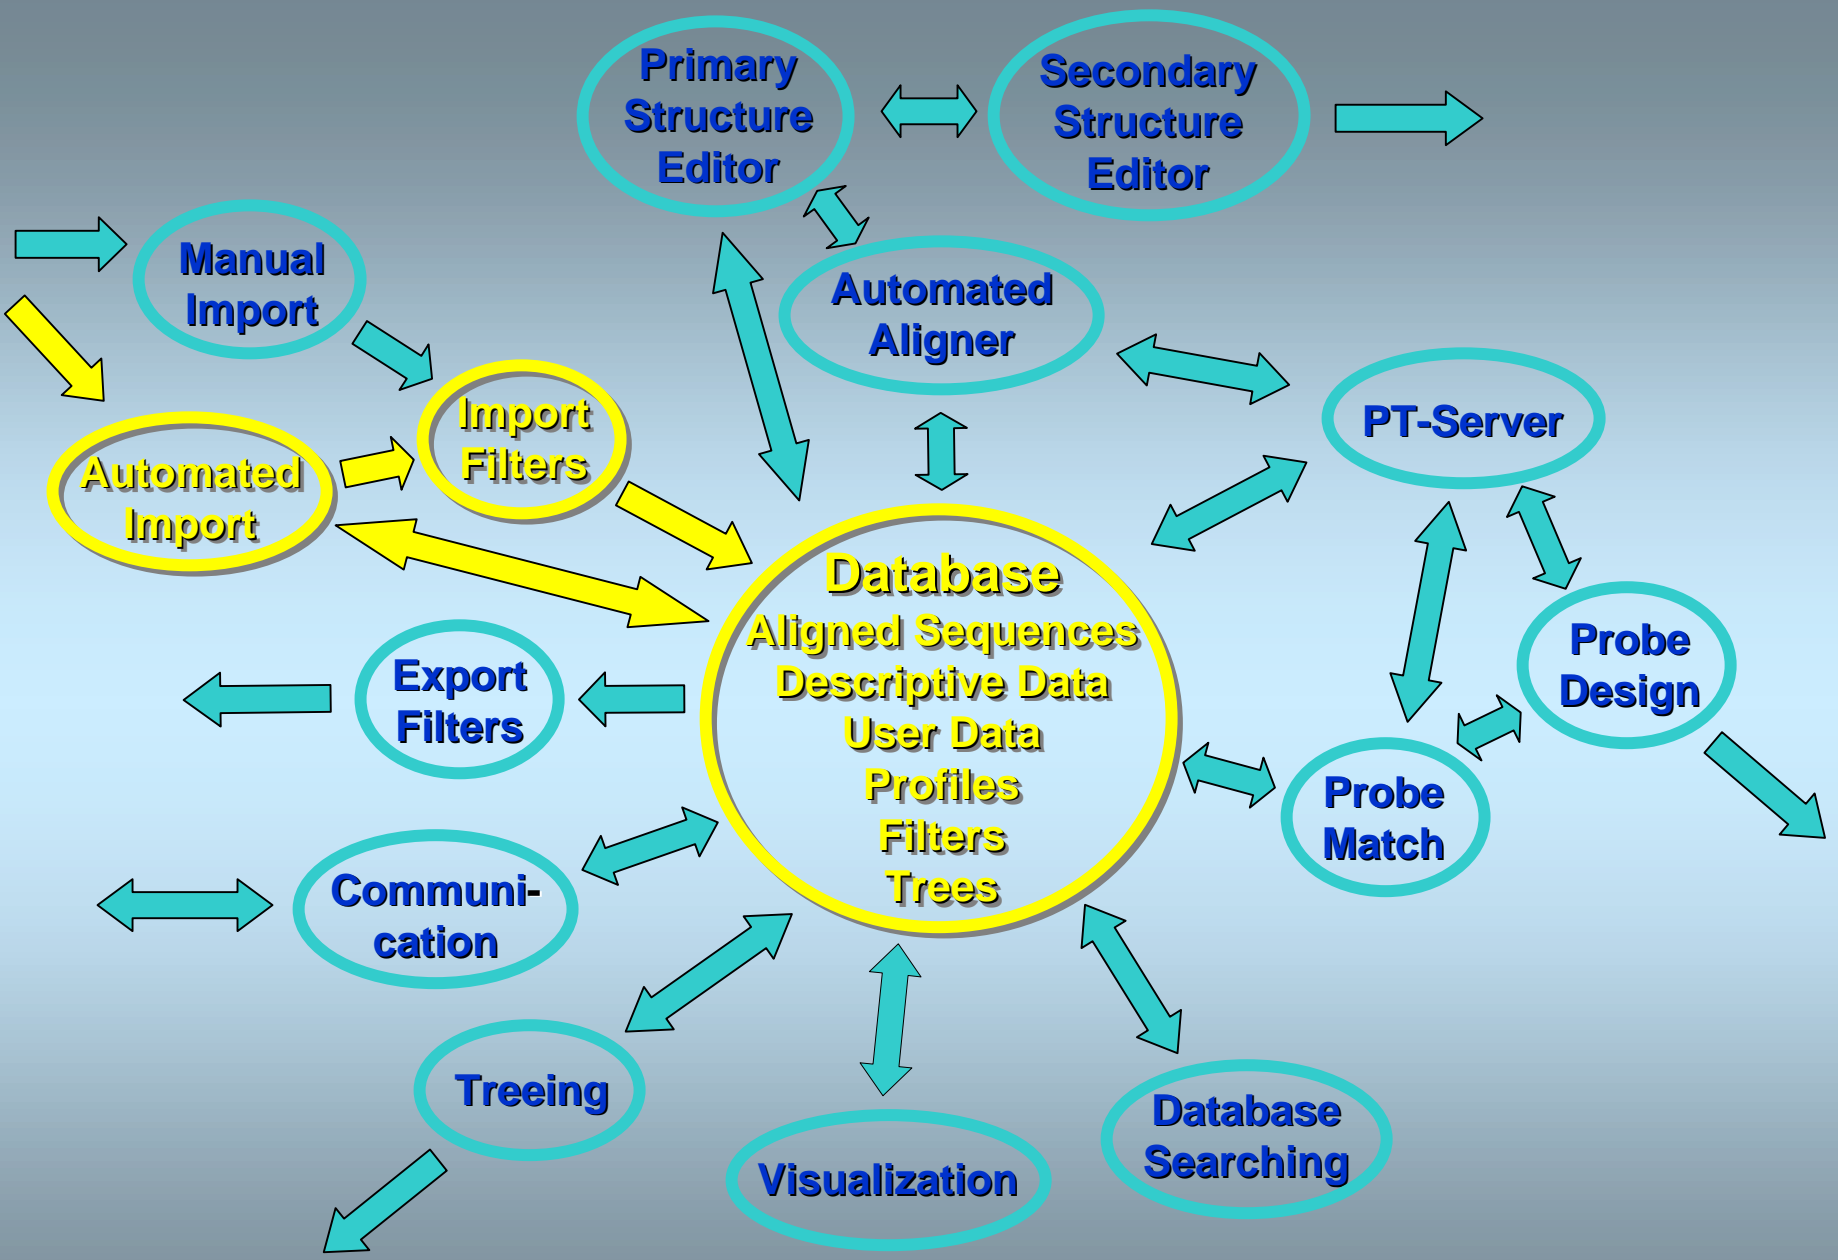 Primary
Structure
Editor
Secondary
Structure
Editor
Manual
Import
Automated
Aligner
PT-Server
Import
Filters
Automated
Import
Database
Aligned Sequences
Descriptive Data
User Data
Profiles
Filters
Trees
Probe
Design
Export
Filters
Probe
Match
Communi-
cation
Treeing
Visualization
Database
Searching